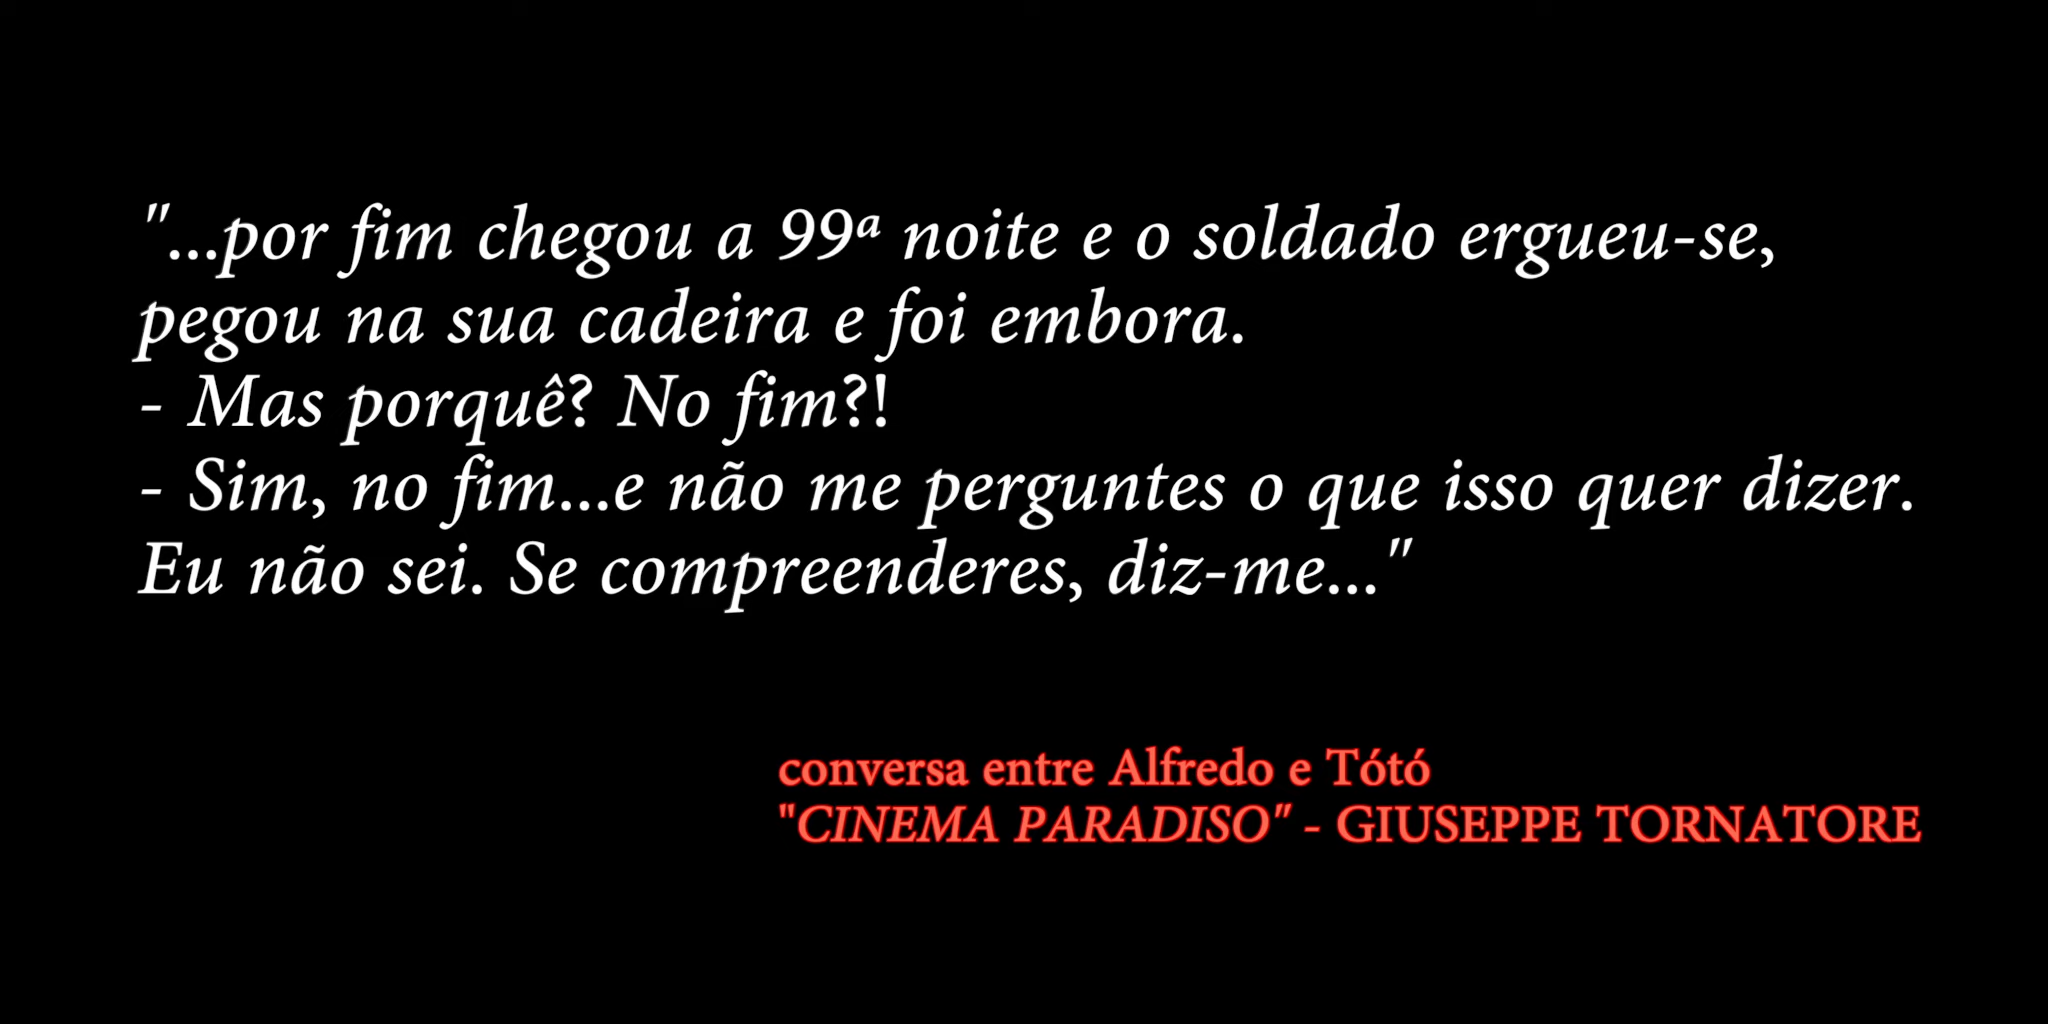 "...por fim chegou a 99ª noite e o soldado ergueu-se,
pegou na sua cadeira e foi embora.
- Mas porquê? No fim?!
- Sim, no fim...e não me perguntes o que isso quer dizer.
Eu não sei. Se compreenderes, diz-me..."
conversa entre Alfredo e Tótó
"CINEMA PARADISO" - GIUSEPPE TORNATORE